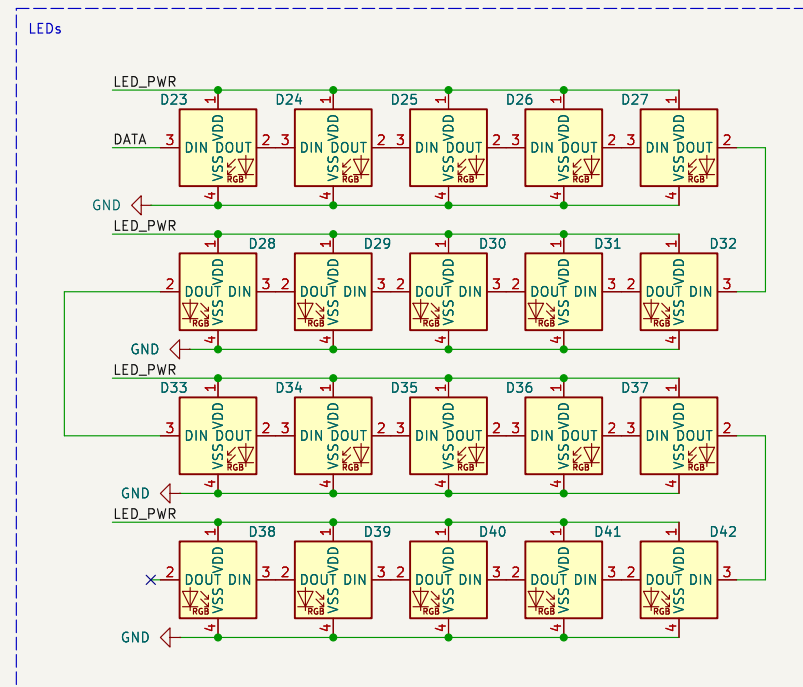 LEDs
LED_PWR
D23 D24 D25 D26 D27
1 1 1 1 1
DATA
3 DIN DOUT 2 3 DIN DOUT 2 3 DIN DOUT 2 3 DIN DOUT 2 3 DIN DOUT 2
VDD VDD VDD VDD VDD
VSS VSS VSS VSS VSS
RGB RGB RGB RGB RGB
4 4 4 4 4
GND
LED_PWR
D28 D29 D30 D31 D32
1 1 1 1 1
2 DOUT DIN 3 2 DOUT DIN 3 2 DOUT DIN 3 2 DOUT DIN 3 2 DOUT DIN 3
VDD VDD VDD VDD VDD
VSS VSS VSS VSS VSS
RGB RGB RGB RGB RGB
4 4 4 4 4
GND
LED_PWR
D33 D34 D35 D36 D37
1 1 1 1 1
3 DIN DOUT 2 3 DIN DOUT 2 3 DIN DOUT 2 3 DIN DOUT 2 3 DIN DOUT 2
VDD VDD VDD VDD VDD
VSS VSS VSS VSS VSS
RGB RGB RGB RGB RGB
4 4 4 4 4
GND
LED_PWR
D38 D39 D40 D41 D42
1 1 1 1 1
2 DOUT DIN 3 2 DOUT DIN 3 2 DOUT DIN 3 2 DOUT DIN 3 2 DOUT DIN 3
VDD VDD VDD VDD VDD
VSS VSS VSS VSS VSS
RGB RGB RGB RGB RGB
4 4 4 4 4
GND